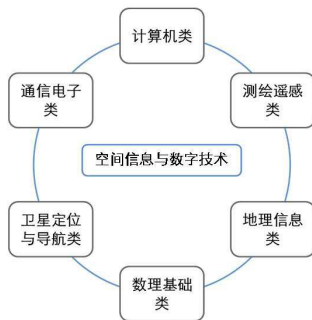 计算机类
通信电子
类
测绘遥感
类
空间信息与数字技术
卫星定位
与导航类
地理信息
类
数理基础
类